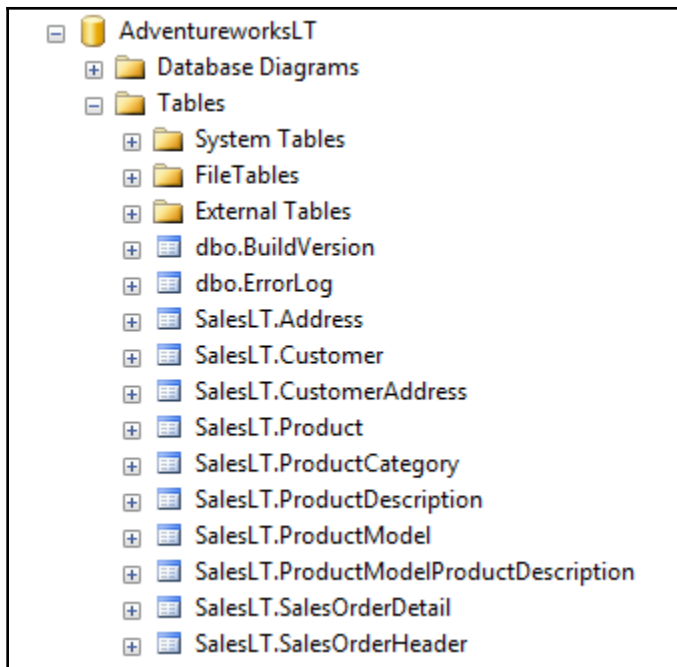 AdventureworksLT
Database Diagrams
Tables
System Tables
FileTables
External Tables
dbo.BuildVersion
dbo.ErrorLog
SalesLT.Address
SalesLT.Customer
SalesLT.CustomerAddress
SalesLT.Product
SalesLT.ProductCategory
SalesLT.ProductDescription
SalesLT.ProductModel
SalesLT.ProductModelProductDescription
SalesLT.SalesOrderDetail
SalesLT.SalesOrderHeader